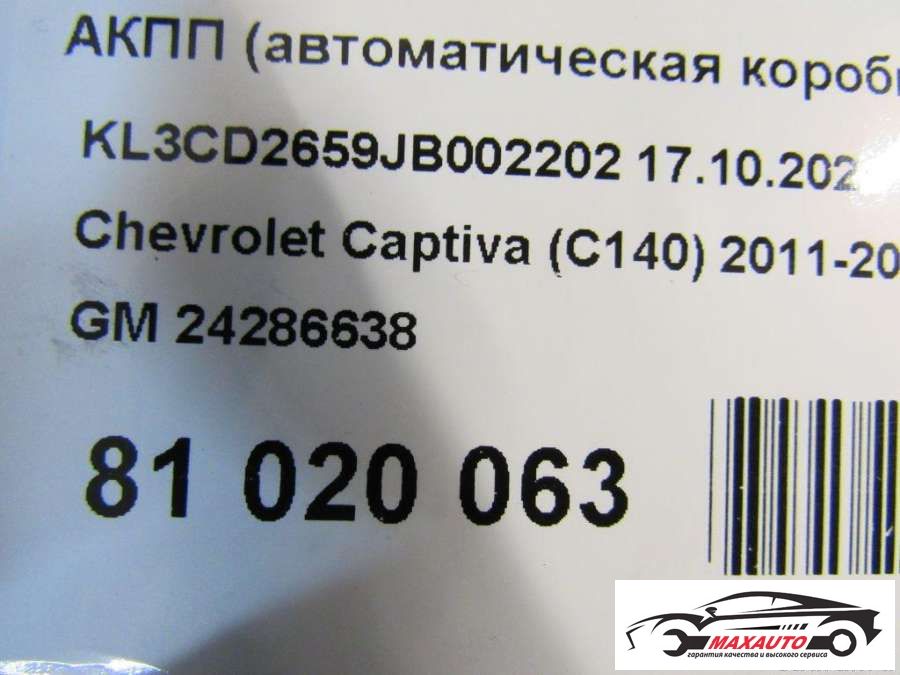 АКПП (автоматическая короб
KL3CD2659JB002202 17.10.202
Chevrolet Captiva (C140) 2011-20
GM 24286638
81 020 063
MAXAUTO
гарантия качества и высокого сервиса